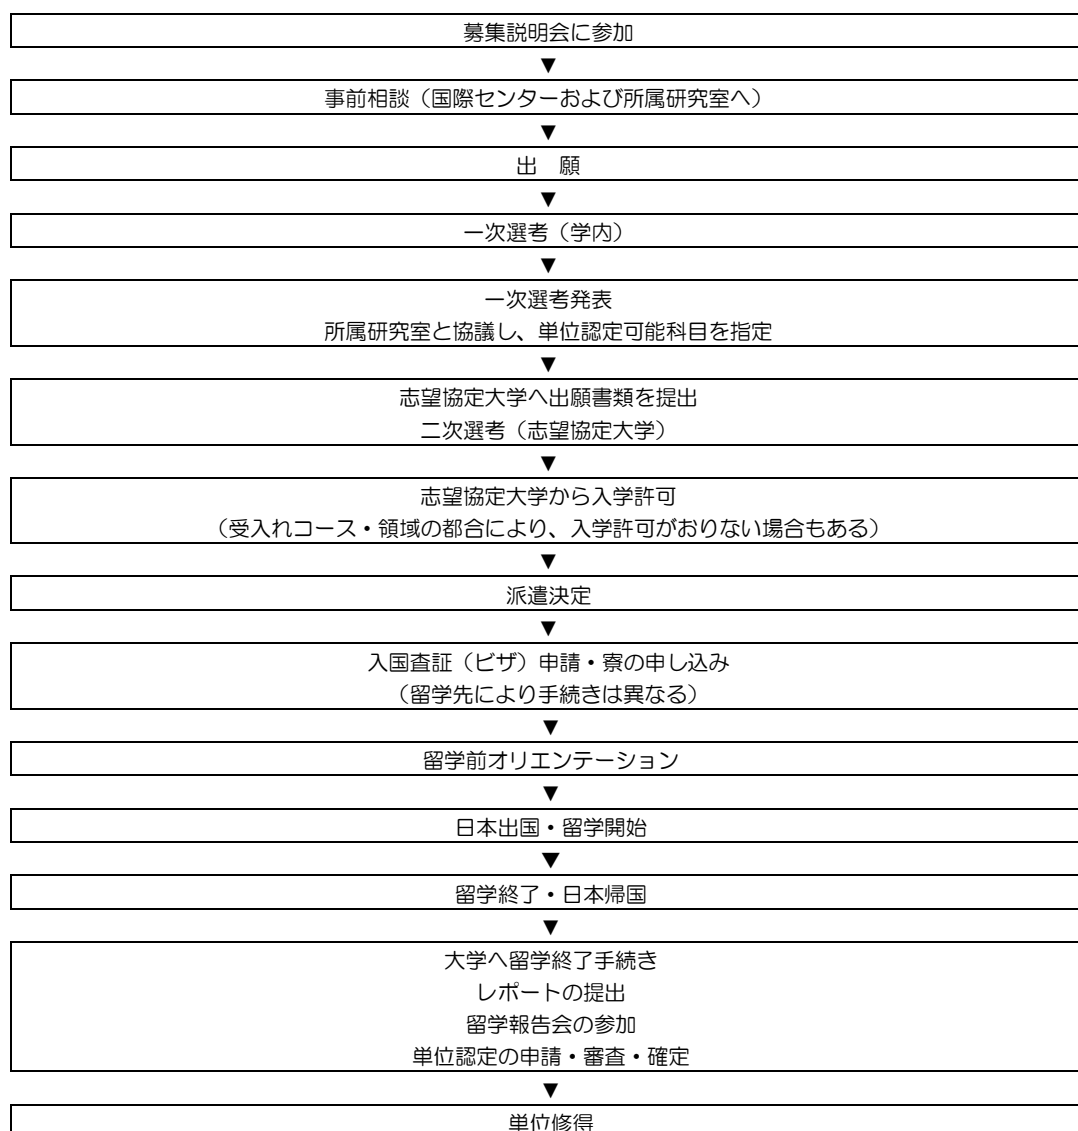 募集説明会に参加
▼
事前相談（国際センターおよび所属研究室へ）
▼
出　願
▼
一次選考（学内）
▼
一次選考発表
所属研究室と協議し、単位認定可能科目を指定
▼
志望協定大学へ出願書類を提出
二次選考（志望協定大学）
▼
志望協定大学から入学許可
（受入れコース・領域の都合により、入学許可がおりない場合もある）
▼
派遣決定
▼
入国査証（ビザ）申請・寮の申し込み
（留学先により手続きは異なる）
▼
留学前オリエンテーション
▼
日本出国・留学開始
▼
留学終了・日本帰国
▼
大学へ留学終了手続き
レポートの提出
留学報告会の参加
単位認定の申請・審査・確定
▼
単位修得